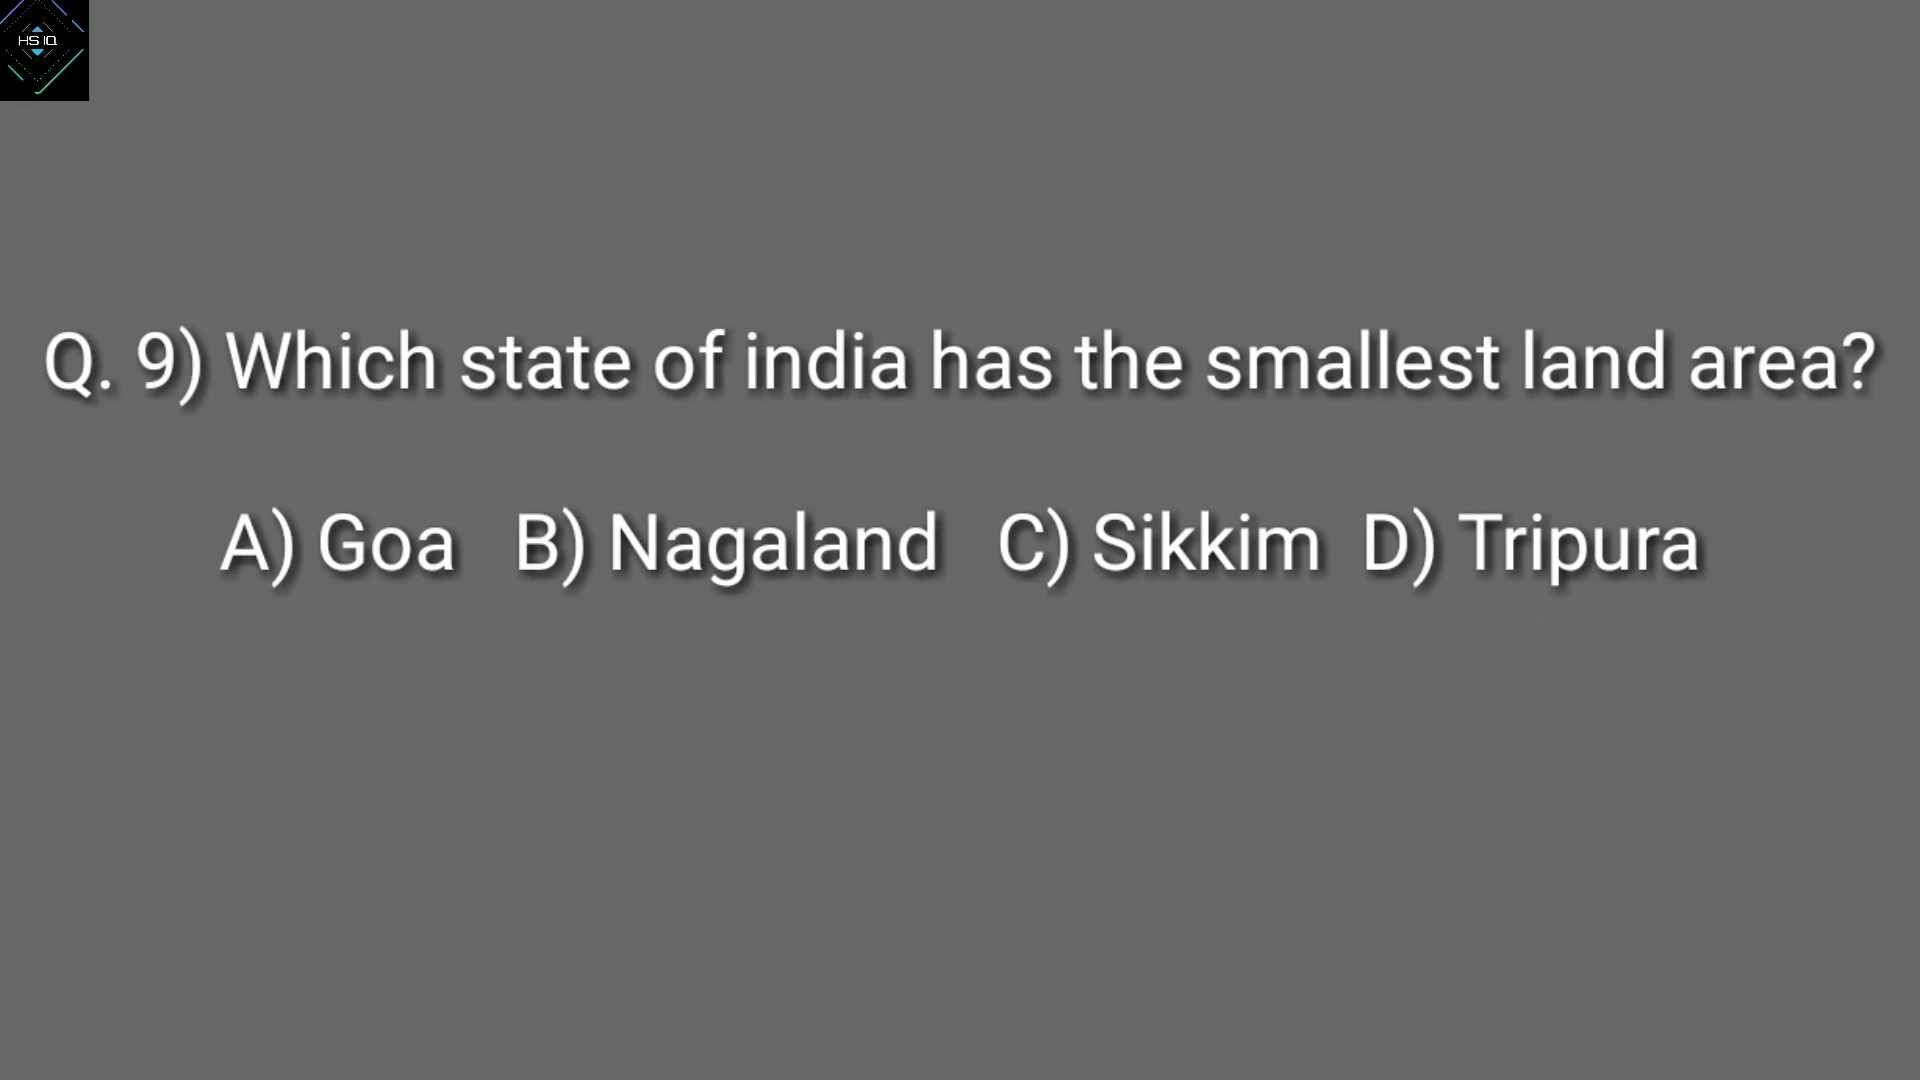 HS IQ
Q. 9) Which state of india has the smallest land area?
A) Goa B) Nagaland C) Sikkim D) Tripura